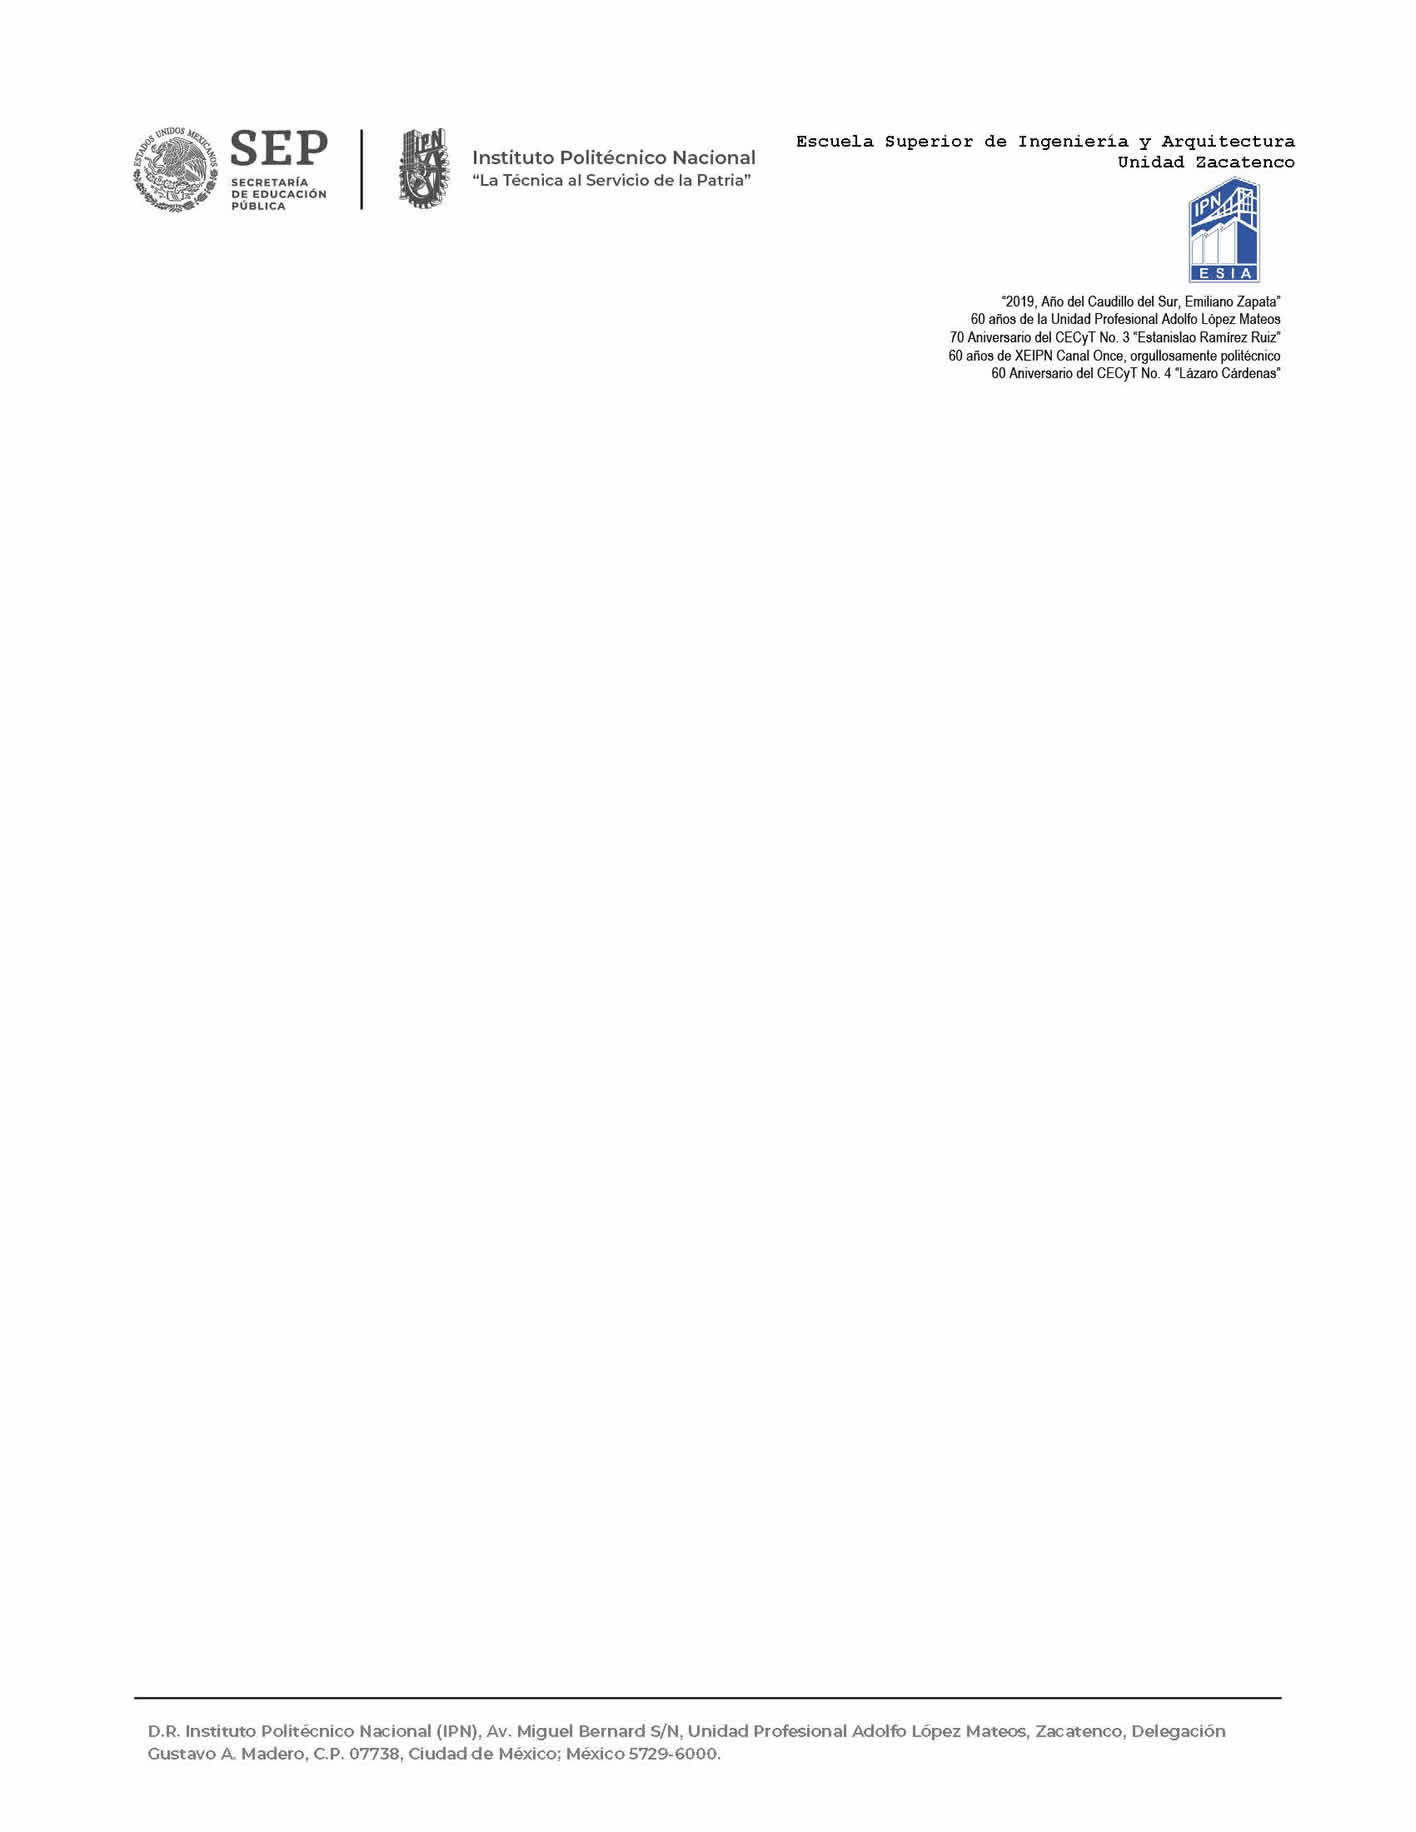 ESTADOS UNIDOS MEXICANOS
SEP
SECRETARÍA
DE EDUCACIÓN
PÚBLICA
IPN
Instituto Politécnico Nacional
“La Técnica al Servicio de la Patria”
Escuela Superior de Ingeniería y Arquitectura
Unidad Zacatenco
IPN
ESIA
“2019, Año del Caudillo del Sur, Emiliano Zapata”
60 años de la Unidad Profesional Adolfo López Mateos
70 Aniversario del CECyT No. 3 “Estanislao Ramírez Ruiz”
60 años de XEIPN Canal Once, orgullosamente politécnico
60 Aniversario del CECyT No. 4 “Lázaro Cárdenas”
D.R. Instituto Politécnico Nacional (IPN), Av. Miguel Bernard S/N, Unidad Profesional Adolfo López Mateos, Zacatenco, Delegación
Gustavo A. Madero, C.P. 07738, Ciudad de México; México 5729-6000.